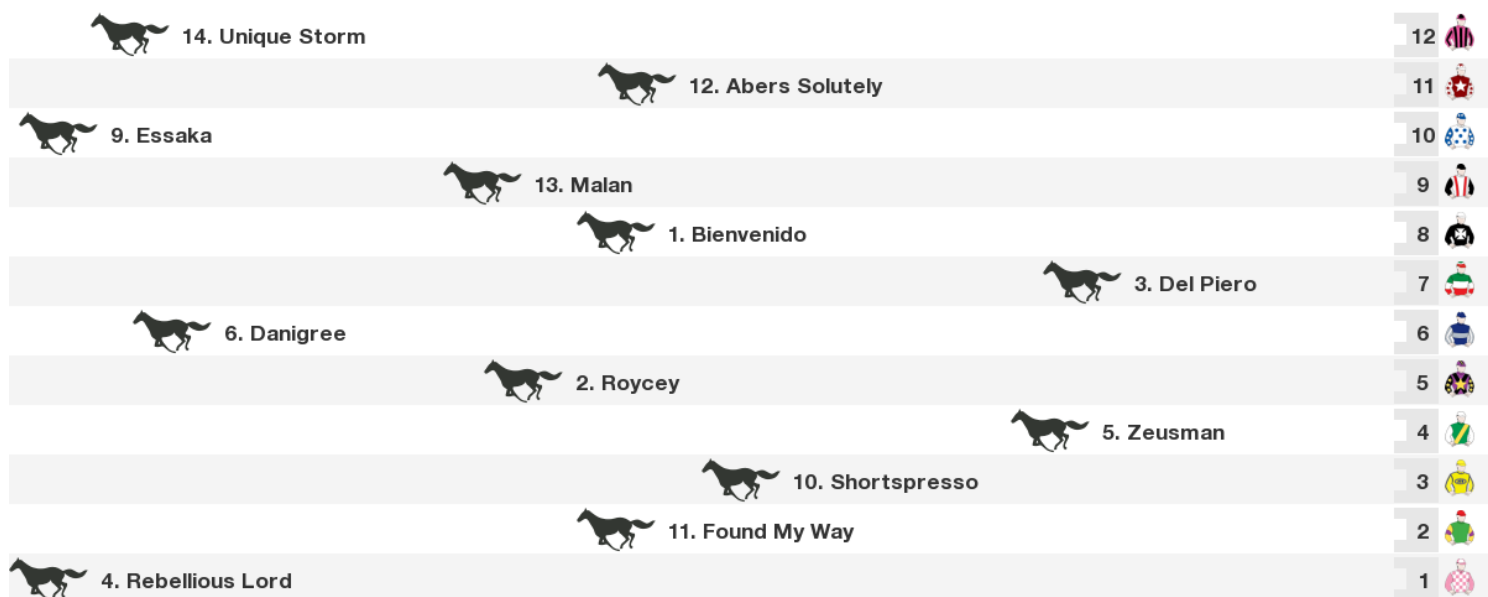 14. Unique Storm 12
12. Abers Solutely 11
9. Essaka 10
13. Malan 9
1. Bienvenido 8
3. Del Piero 7
6. Danigree 6
2. Roycey 5
5. Zeusman 4
10. Shortspresso 3
11. Found My Way 2
4. Rebellious Lord 1